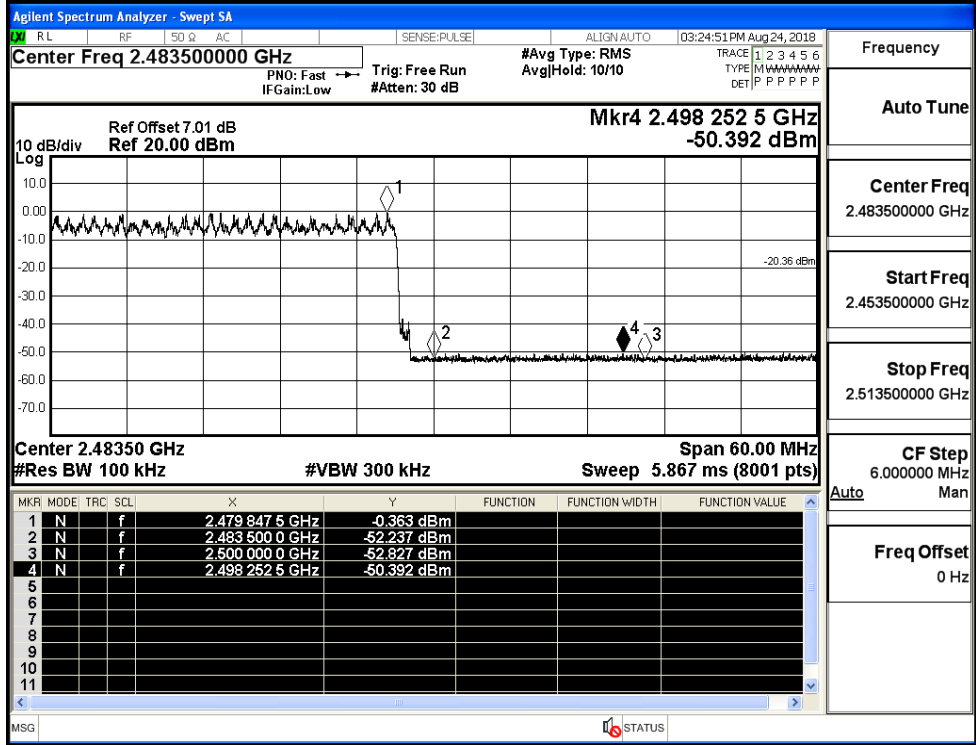 Agilent Spectrum Analyzer - Swept SA
LXI RL RF 50 Ω AC SENSE:PULSE ALIGN AUTO 03:24:51 PM Aug 24, 2018
Center Freq 2.483500000 GHz
PNO: Fast
IFGain:Low
Trig: Free Run
#Atten: 30 dB
#Avg Type: RMS
Avg|Hold: 10/10
TRACE 1 2 3 4 5 6
TYPE M WWWWW
DET P P P P P P
Mkr4 2.498 252 5 GHz
-50.392 dBm
Ref Offset 7.01 dB
10 dB/div Ref 20.00 dBm
Log
10.0
0.00
-10.0
-20.0
-30.0
-40.0
-50.0
-60.0
-70.0
1
-20.36 dBm
2
4
3
Center 2.48350 GHz Span 60.00 MHz
#Res BW 100 kHz #VBW 300 kHz Sweep 5.867 ms (8001 pts)
MKR MODE TRC SCL X Y FUNCTION FUNCTION WIDTH FUNCTION VALUE
1 N f 2.479 847 5 GHz -0.363 dBm
2 N f 2.483 500 0 GHz -52.237 dBm
3 N f 2.500 000 0 GHz -52.827 dBm
4 N f 2.498 252 5 GHz -50.392 dBm
5
6
7
8
9
10
11
MSG STATUS
Frequency
Auto Tune
Center Freq
2.483500000 GHz
Start Freq
2.453500000 GHz
Stop Freq
2.513500000 GHz
CF Step
6.000000 MHz
Auto Man
Freq Offset
0 Hz